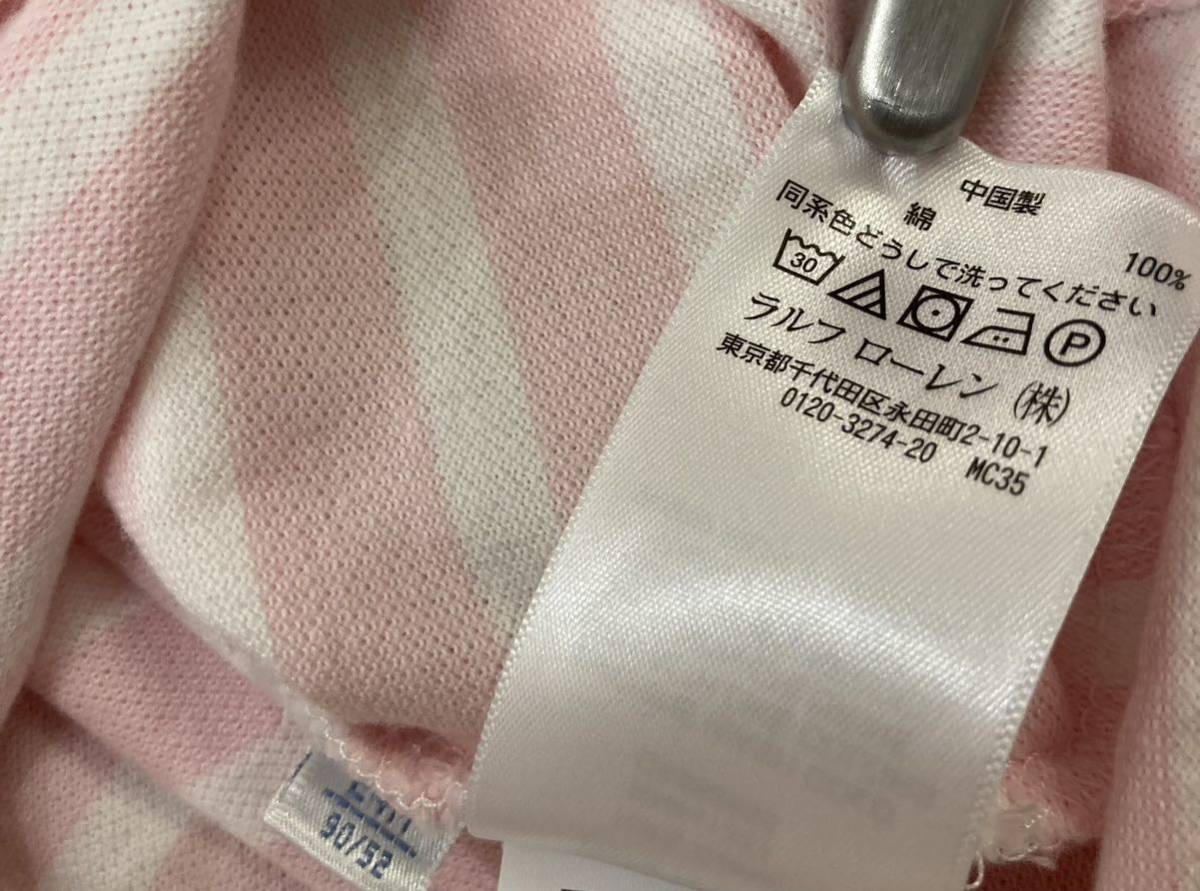 中国製
綿 100%
同系色どうしで洗ってください
30 P
ラルフ ローレン (株)
東京都千代田区永田町2-10-1
0120-3274-20 MC35
90/52